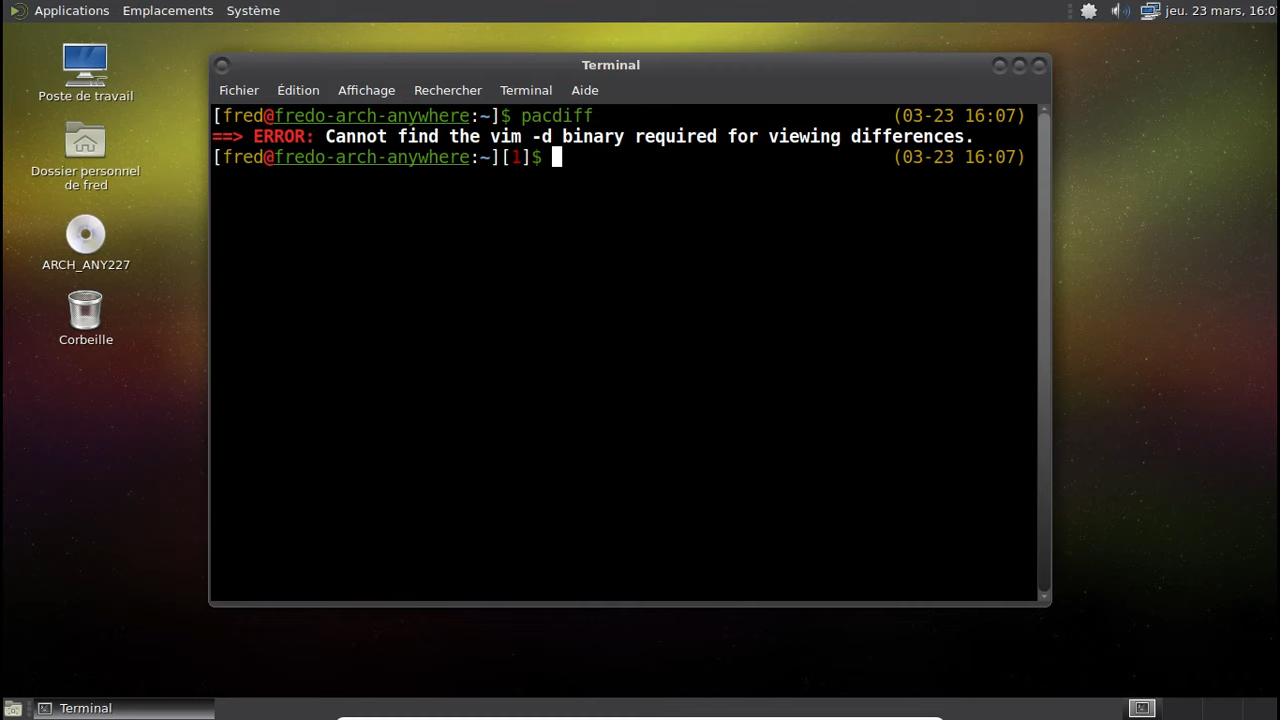 Applications Emplacements Système jeu. 23 mars, 16:0
Poste de travail
Dossier personnel
de fred
ARCH_ANY227
Corbeille
Terminal
Fichier Édition Affichage Rechercher Terminal Aide
[fred@fredo-arch-anywhere:~]$ pacdiff (03-23 16:07)
==> ERROR: Cannot find the vim -d binary required for viewing differences.
[fred@fredo-arch-anywhere:~][1]$ (03-23 16:07)
Terminal